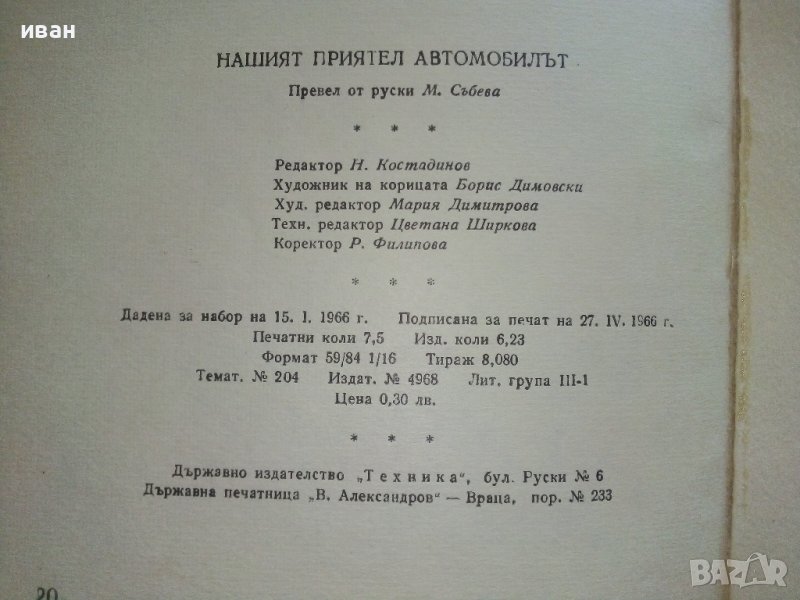 иван
НАШИЯТ ПРИЯТЕЛ АВТОМОБИЛЪТ
Превел от руски М. Събева
* * *
Редактор Н. Костадинов
Художник на корицата Борис Димовски
Худ. редактор Мария Димитрова
Техн. редактор Цветана Ширкова
Коректор Р. Филипова
* * *
Дадена за набор на 15. I. 1966 г. Подписана за печат на 27. IV. 1966 г.
Печатни коли 7,5 Изд. коли 6,23
Формат 59/84 1/16 Тираж 8,080
Темат. № 204 Издат. № 4968 Лит. група III-1
Цена 0,30 лв.
* * *
Държавно издателство „Техника“, бул. Руски № 6
Държавна печатница „В. Александров“ — Враца, пор. № 233
20
BAZAR